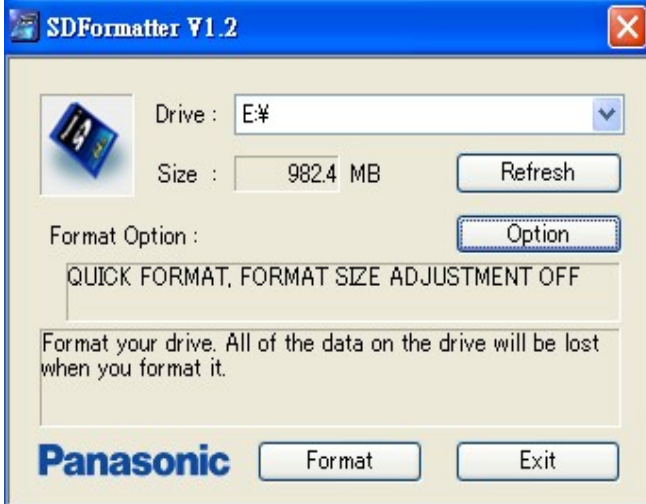 SDFormatter V1.2
Drive : E:¥
Size : 982.4 MB Refresh
Format Option : Option
QUICK FORMAT, FORMAT SIZE ADJUSTMENT OFF
Format your drive. All of the data on the drive will be lost
when you format it.
Panasonic Format Exit